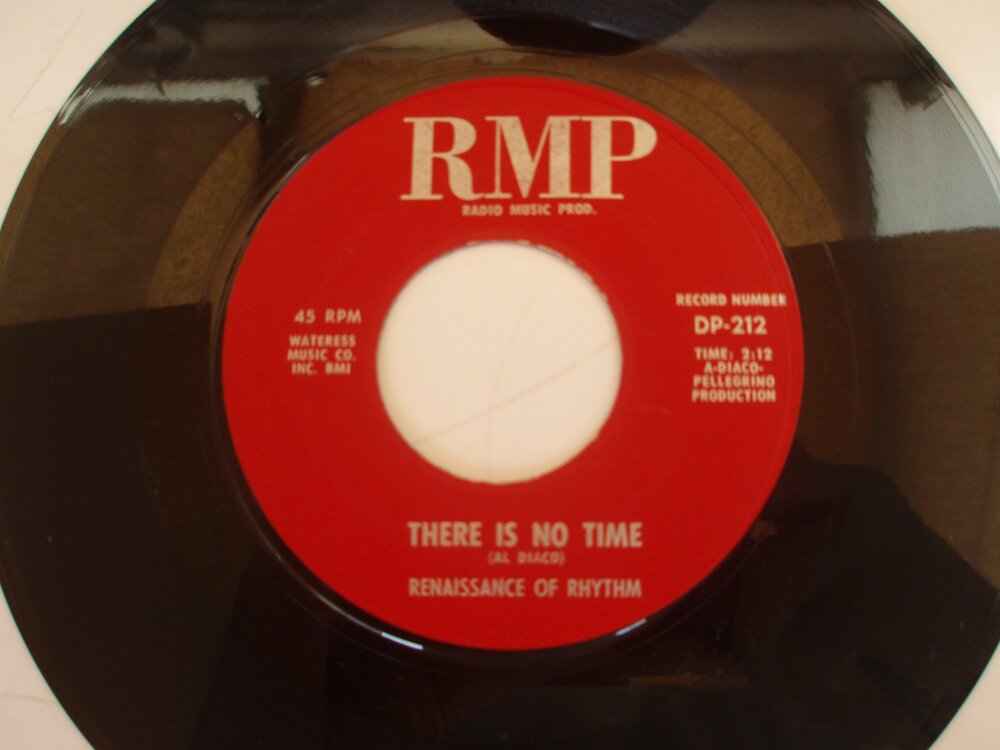 RMP
RADIO MUSIC PROD.
45 RPM
WATERESS
MUSIC CO.
INC. BMI
RECORD NUMBER
DP-212
TIME: 2:12
A-DIACO-
PELLEGRINO
PRODUCTION
THERE IS NO TIME
(AL DIACO)
RENAISSANCE OF RHYTHM